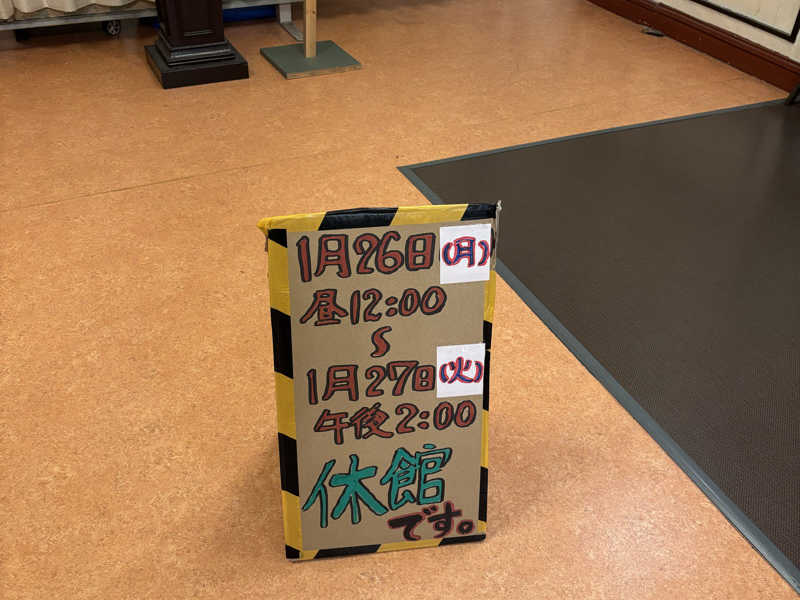 1月26日(月)
昼12:00
〜
1月27日(火)
午後2:00
休館
です。